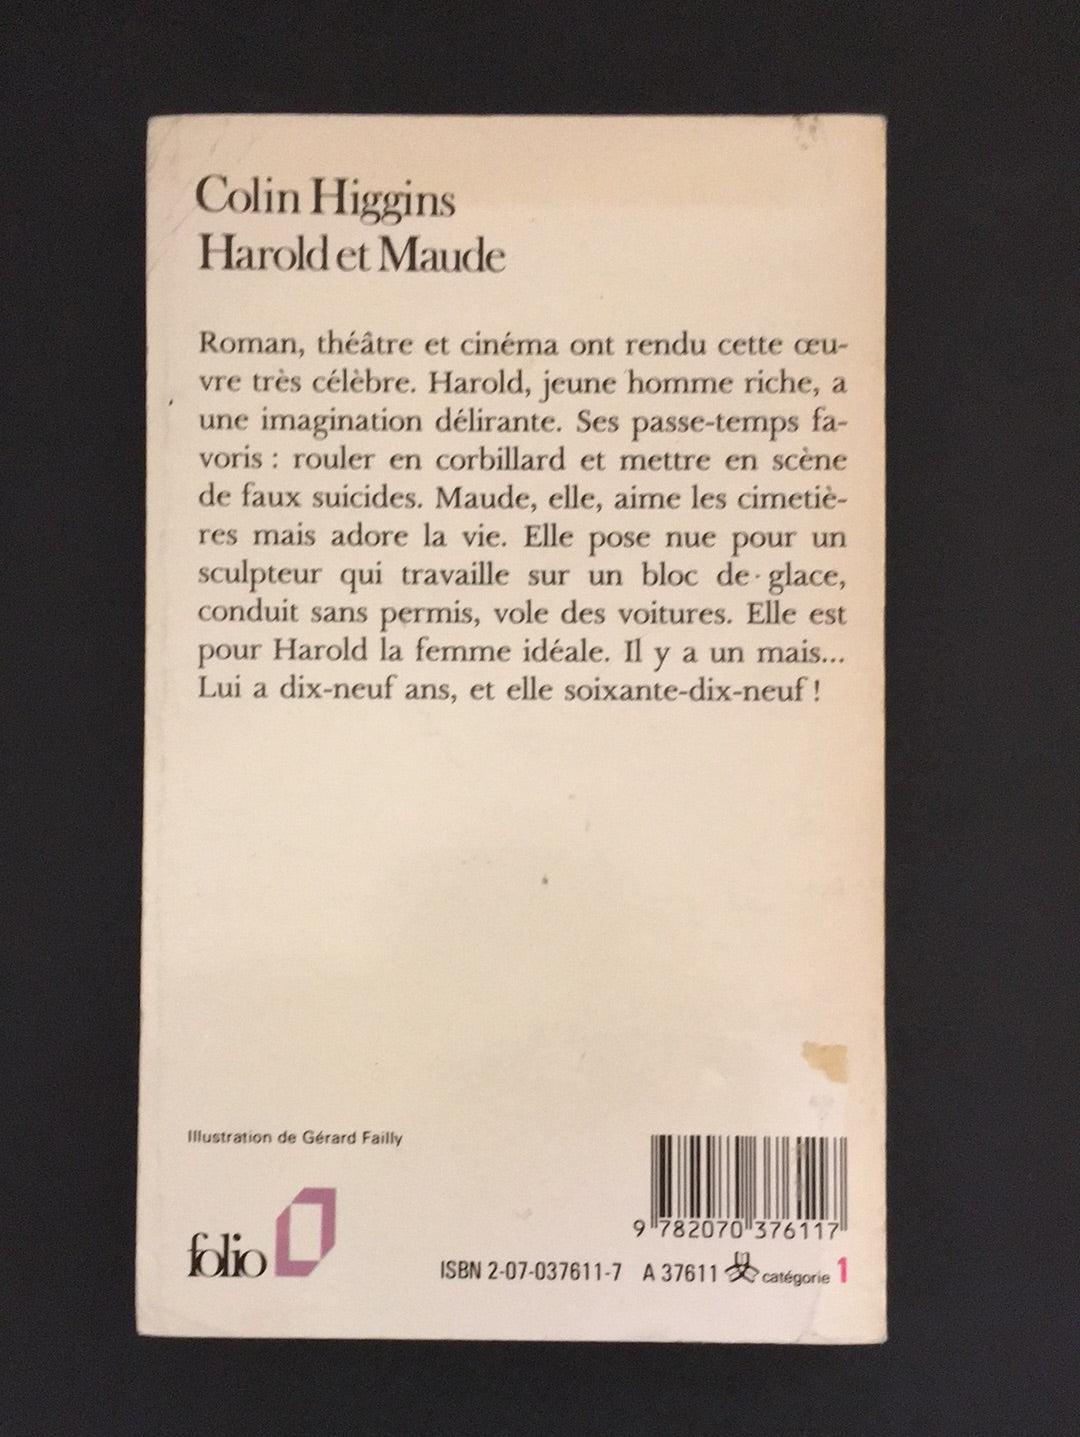 Colin Higgins
Harold et Maude
Roman, théâtre et cinéma ont rendu cette œu-
vre très célèbre. Harold, jeune homme riche, a
une imagination délirante. Ses passe-temps fa-
voris : rouler en corbillard et mettre en scène
de faux suicides. Maude, elle, aime les cimetiè-
res mais adore la vie. Elle pose nue pour un
sculpteur qui travaille sur un bloc de glace,
conduit sans permis, vole des voitures. Elle est
pour Harold la femme idéale. Il y a un mais...
Lui a dix-neuf ans, et elle soixante-dix-neuf !
Illustration de Gérard Failly
folio
9 782070 376117
ISBN 2-07-037611-7 A 37611 catégorie 1